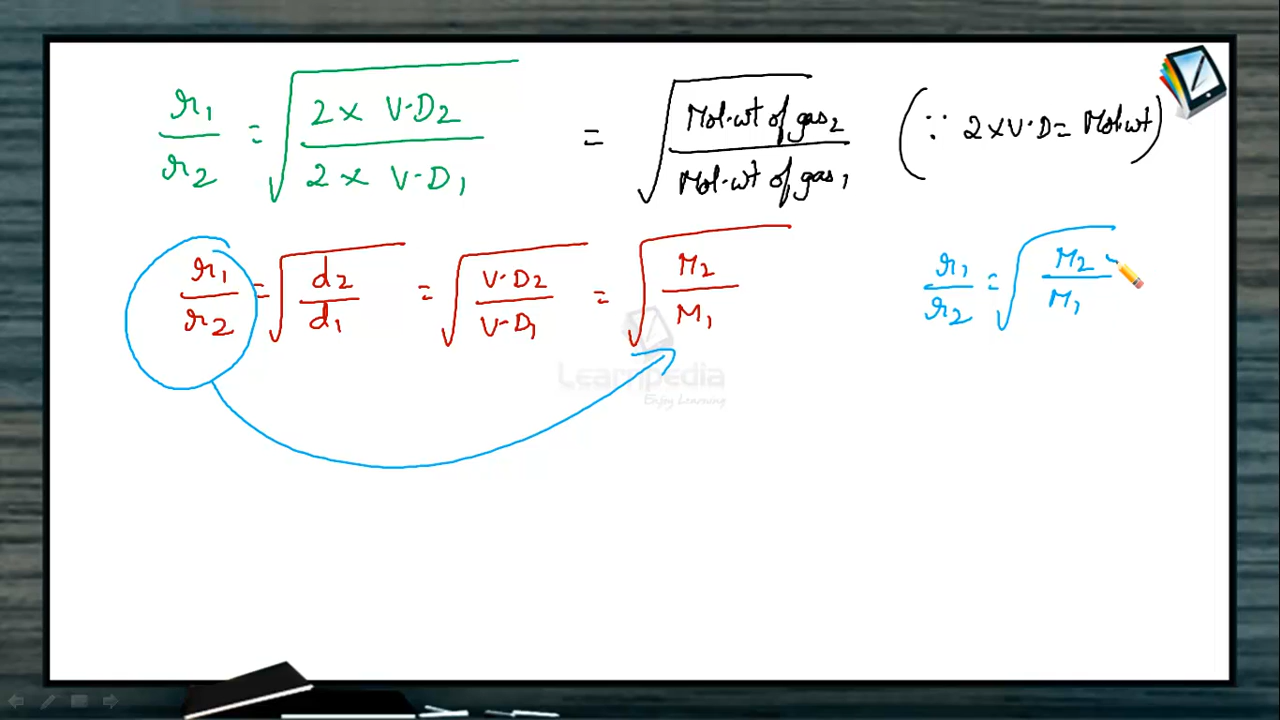 r₁/r₂ = √(2 × V·D₂ / 2 × V·D₁) = √(Mol·wt of gas₂ / Mol·wt of gas₁) (∵ 2 × V·D = Mol·wt)
r₁/r₂ = √(d₂/d₁) = √(V·D₂/V·D₁) = √(M₂/M₁)
r₁/r₂ = √(M₂/M₁)
Learnpedia
Enjoy Learning